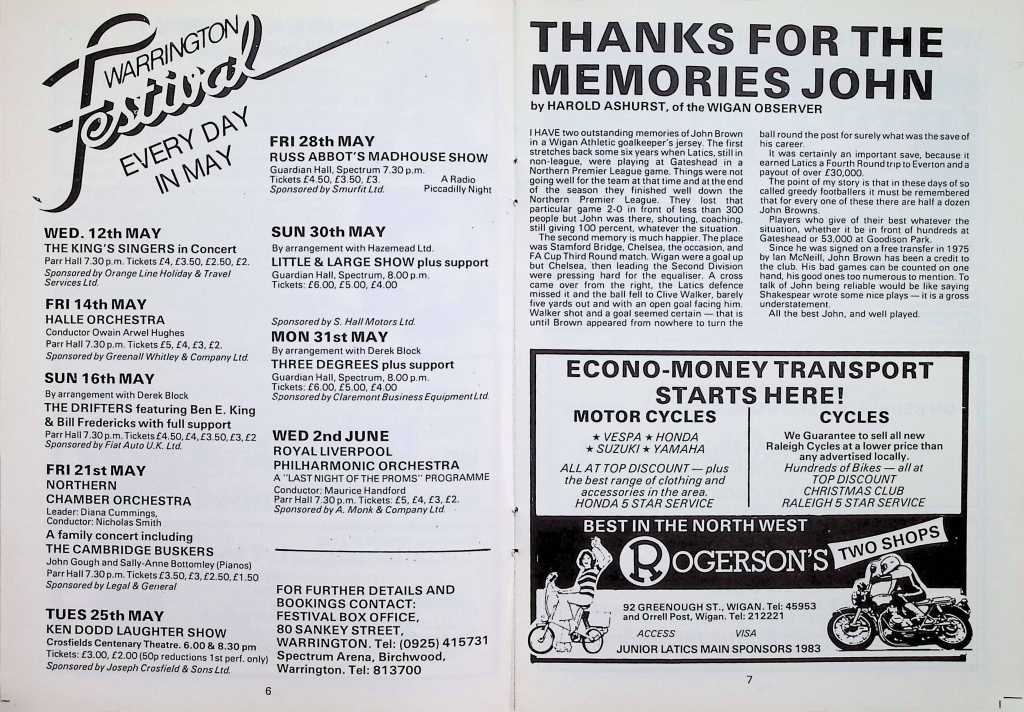 WARRINGTON
Festival
EVERY DAY
IN MAY
WED. 12th MAY
THE KING'S SINGERS in Concert
Parr Hall 7.30 p.m. Tickets £4, £3.50, £2.50, £2.
Sponsored by Orange Line Holiday & Travel
Services Ltd.
FRI 14th MAY
HALLE ORCHESTRA
Conductor Owain Arwel Hughes
Parr Hall 7.30 p.m. Tickets £5, £4, £3, £2.
Sponsored by Greenall Whitley & Company Ltd.
SUN 16th MAY
By arrangement with Derek Block
THE DRIFTERS featuring Ben E. King
& Bill Fredericks with full support
Parr Hall 7.30 p.m. Tickets £4.50, £4, £3.50, £3, £2
Sponsored by Fiat Auto U.K. Ltd.
FRI 21st MAY
NORTHERN
CHAMBER ORCHESTRA
Leader: Diana Cummings,
Conductor: Nicholas Smith
A family concert including
THE CAMBRIDGE BUSKERS
John Gough and Sally-Anne Bottomley (Pianos)
Parr Hall 7.30 p.m. Tickets £3.50, £3, £2.50, £1.50
Sponsored by Legal & General
TUES 25th MAY
KEN DODD LAUGHTER SHOW
Crosfields Centenary Theatre. 6.00 & 8.30 pm
Tickets: £3.00, £2.00 (50p reductions 1st perf. only)
Sponsored by Joseph Crosfield & Sons Ltd.
FRI 28th MAY
RUSS ABBOT'S MADHOUSE SHOW
Guardian Hall, Spectrum 7.30 p.m.
Tickets £4.50, £3.50, £3. A Radio
Sponsored by Smurfit Ltd. Piccadilly Night
SUN 30th MAY
By arrangement with Hazemead Ltd.
LITTLE & LARGE SHOW plus support
Guardian Hall, Spectrum, 8.00 p.m.
Tickets: £6.00, £5.00, £4.00
Sponsored by S. Hall Motors Ltd.
MON 31st MAY
By arrangement with Derek Block
THREE DEGREES plus support
Guardian Hall, Spectrum, 8.00 p.m.
Tickets: £6.00, £5.00, £4.00
Sponsored by Claremont Business Equipment Ltd.
WED 2nd JUNE
ROYAL LIVERPOOL
PHILHARMONIC ORCHESTRA
A "LAST NIGHT OF THE PROMS" PROGRAMME
Conductor: Maurice Handford
Parr Hall 7.30 p.m. Tickets: £5, £4, £3, £2.
Sponsored by A. Monk & Company Ltd.
FOR FURTHER DETAILS AND
BOOKINGS CONTACT:
FESTIVAL BOX OFFICE,
80 SANKEY STREET,
WARRINGTON. Tel: (0925) 415731
Spectrum Arena, Birchwood,
Warrington. Tel: 813700
6
THANKS FOR THE
MEMORIES JOHN
by HAROLD ASHURST, of the WIGAN OBSERVER
I HAVE two outstanding memories of John Brown
in a Wigan Athletic goalkeeper's jersey. The first
stretches back some six years when Latics, still in
non-league, were playing at Gateshead in a
Northern Premier League game. Things were not
going well for the team at that time and at the end
of the season they finished well down the
Northern Premier League. They lost that
particular game 2-0 in front of less than 300
people but John was there, shouting, coaching,
still giving 100 percent, whatever the situation.
The second memory is much happier. The place
was Stamford Bridge, Chelsea, the occasion, and
FA Cup Third Round match. Wigan were a goal up
but Chelsea, then leading the Second Division
were pressing hard for the equaliser. A cross
came over from the right, the Latics defence
missed it and the ball fell to Clive Walker, barely
five yards out and with an open goal facing him.
Walker shot and a goal seemed certain — that is
until Brown appeared from nowhere to turn the
ball round the post for surely what was the save of
his career.
It was certainly an important save, because it
earned Latics a Fourth Round trip to Everton and a
payout of over £30,000.
The point of my story is that in these days of so
called greedy footballers it must be remembered
that for every one of these there are half a dozen
John Browns.
Players who give of their best whatever the
situation, whether it be in front of hundreds at
Gateshead or 53,000 at Goodison Park.
Since he was signed on a free transfer in 1975
by Ian McNeill, John Brown has been a credit to
the club. His bad games can be counted on one
hand, his good ones too numerous to mention. To
talk of John being reliable would be like saying
Shakespear wrote some nice plays — it is a gross
understatement.
All the best John, and well played.
ECONO-MONEY TRANSPORT
STARTS HERE!
MOTOR CYCLES
★ VESPA ★ HONDA
★ SUZUKI ★ YAMAHA
ALL AT TOP DISCOUNT — plus
the best range of clothing and
accessories in the area.
HONDA 5 STAR SERVICE
CYCLES
We Guarantee to sell all new
Raleigh Cycles at a lower price than
any advertised locally.
Hundreds of Bikes — all at
TOP DISCOUNT
CHRISTMAS CLUB
RALEIGH 5 STAR SERVICE
BEST IN THE NORTH WEST
ROGERSON'S TWO SHOPS
92 GREENOUGH ST., WIGAN. Tel: 45953
and Orrell Post, Wigan. Tel: 212221
ACCESS VISA
JUNIOR LATICS MAIN SPONSORS 1983
7